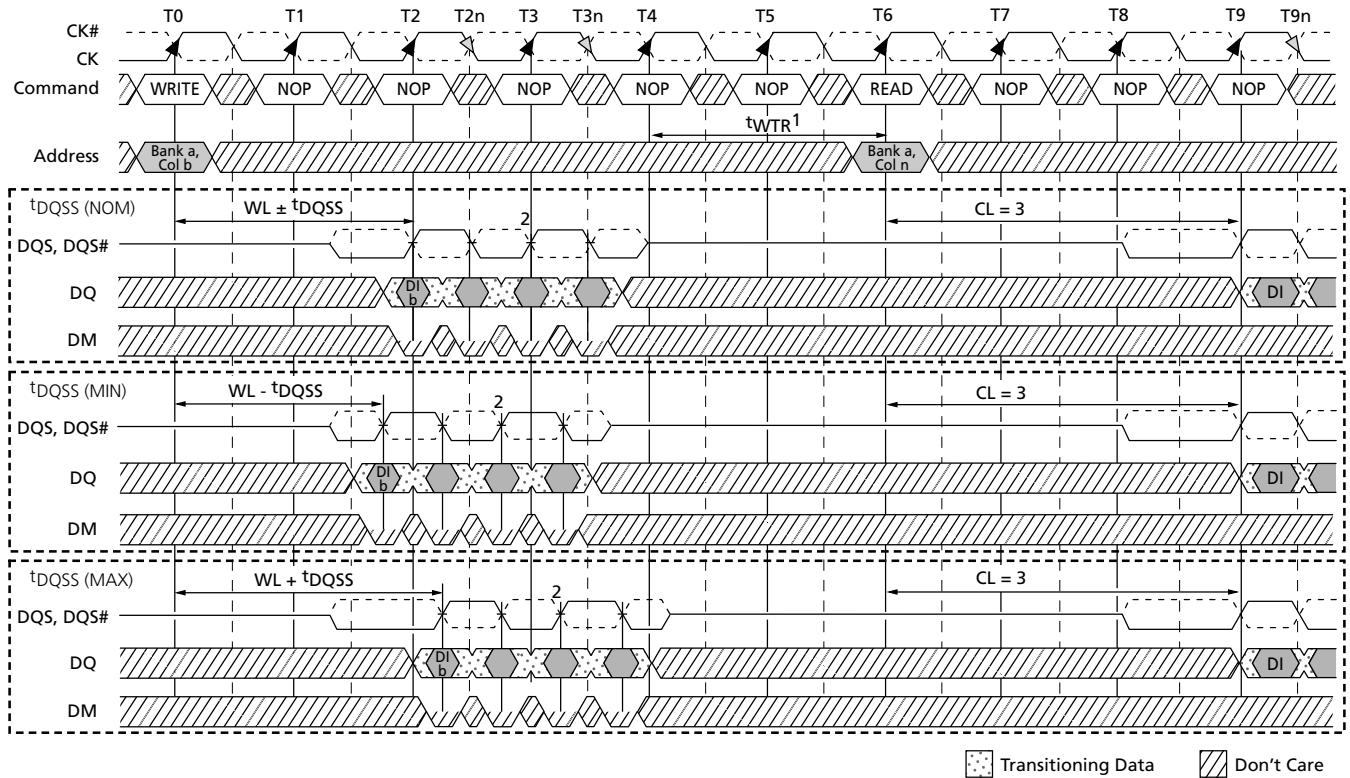 T0 T1 T2 T2n T3 T3n T4 T5 T6 T7 T8 T9 T9n
CK#
CK
Command WRITE NOP NOP NOP NOP NOP READ NOP NOP NOP
tWTR1
Address Bank a, Col b Bank a, Col n
tDQSS (NOM) WL ± tDQSS CL = 3
2
DQS, DQS#
DQ DI b DI
DM
tDQSS (MIN) WL - tDQSS CL = 3
2
DQS, DQS#
DQ DI b DI
DM
tDQSS (MAX) WL + tDQSS CL = 3
2
DQS, DQS#
DQ DI b DI
DM
Transitioning Data Don't Care